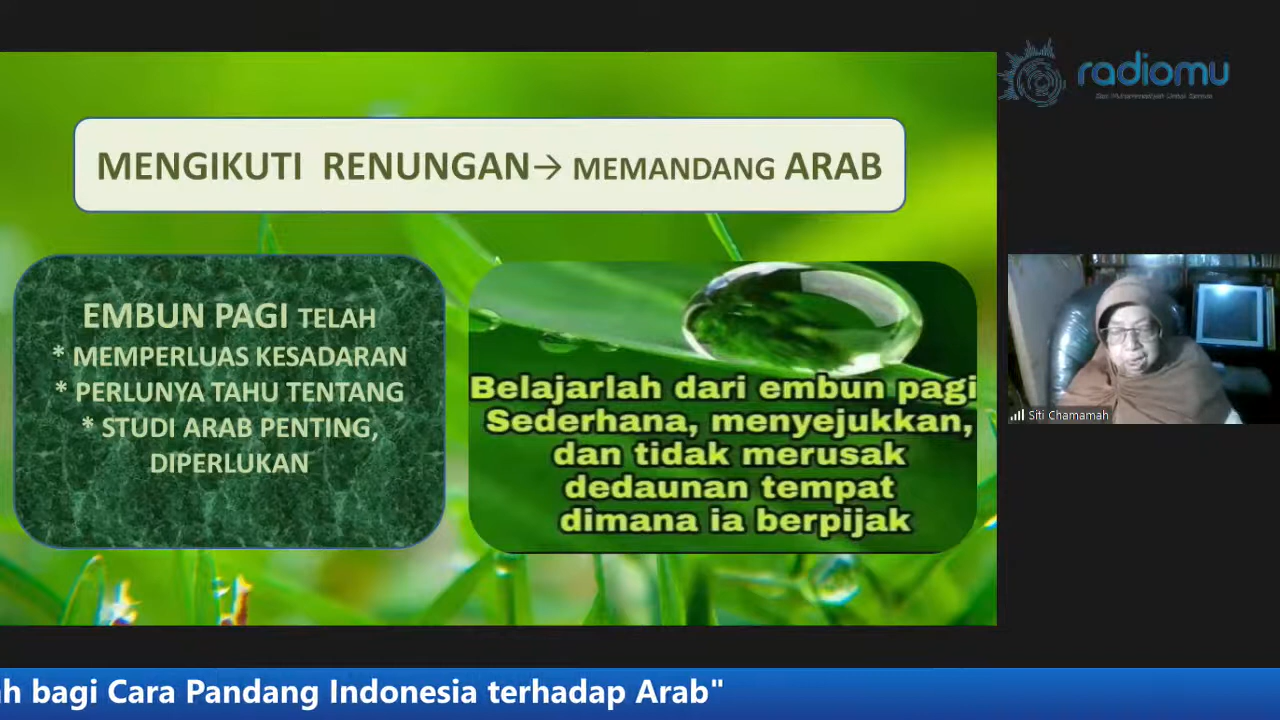 radiomu
MENGIKUTI RENUNGAN→ MEMANDANG ARAB
EMBUN PAGI TELAH
* MEMPERLUAS KESADARAN
* PERLUNYA TAHU TENTANG
* STUDI ARAB PENTING,
DIPERLUKAN
Belajarlah dari embun pagi
Sederhana, menyejukkan,
dan tidak merusak
dedaunan tempat
dimana ia berpijak
Siti Chamamah
ah bagi Cara Pandang Indonesia terhadap Arab"